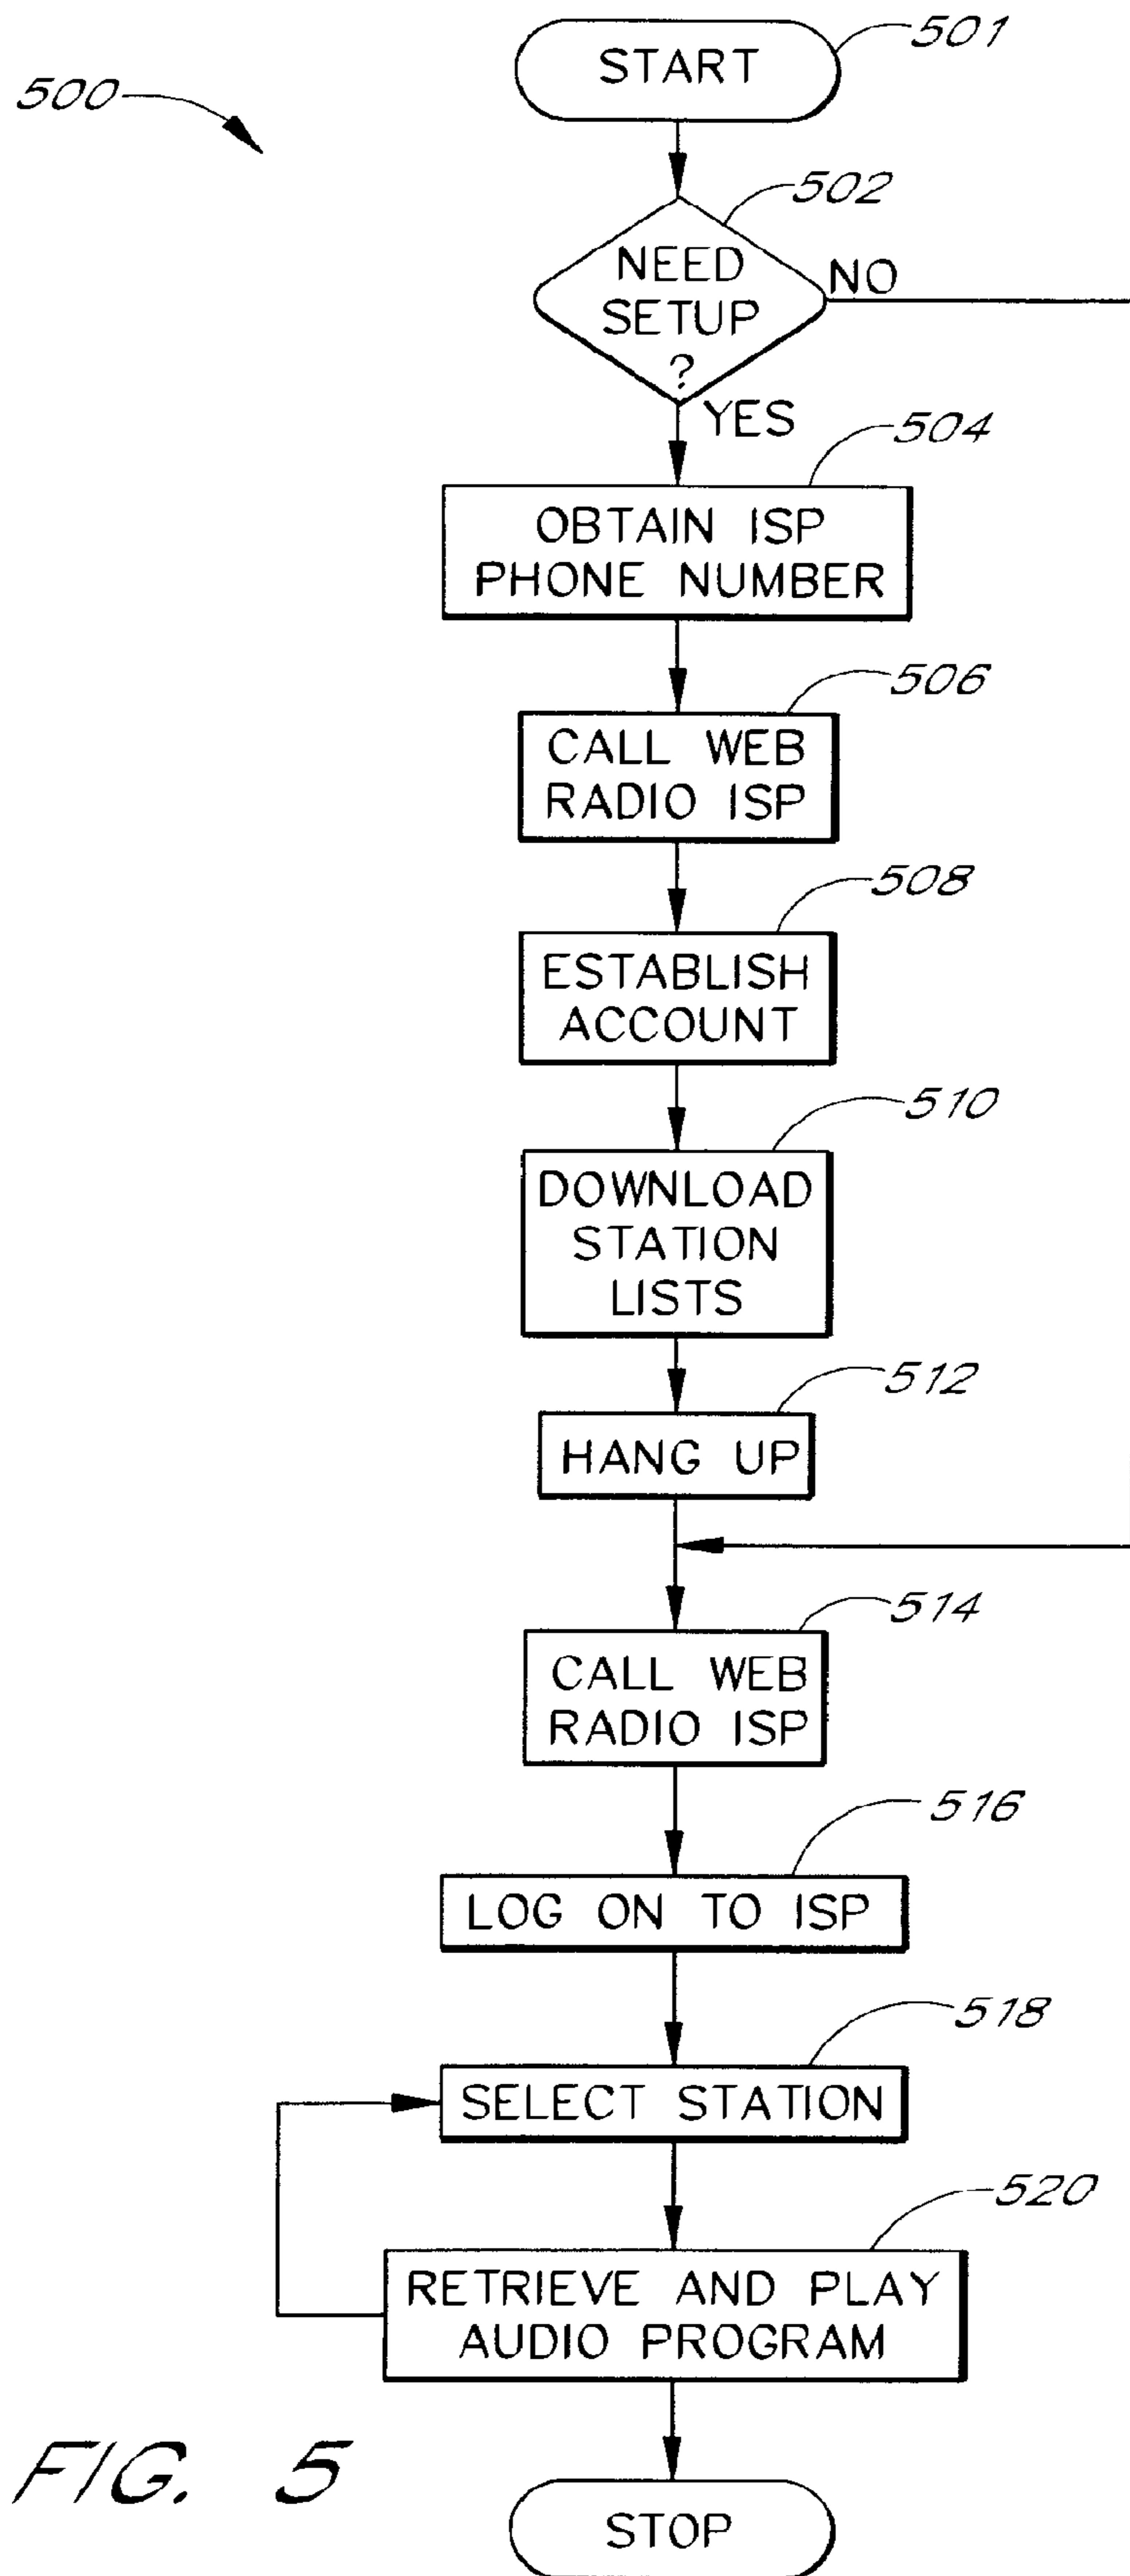 501
START
500
502
NEED
SETUP
?
NO
YES
504
OBTAIN ISP
PHONE NUMBER
506
CALL WEB
RADIO ISP
508
ESTABLISH
ACCOUNT
510
DOWNLOAD
STATION
LISTS
512
HANG UP
514
CALL WEB
RADIO ISP
516
LOG ON TO ISP
518
SELECT STATION
520
RETRIEVE AND PLAY
AUDIO PROGRAM
FIG. 5
STOP